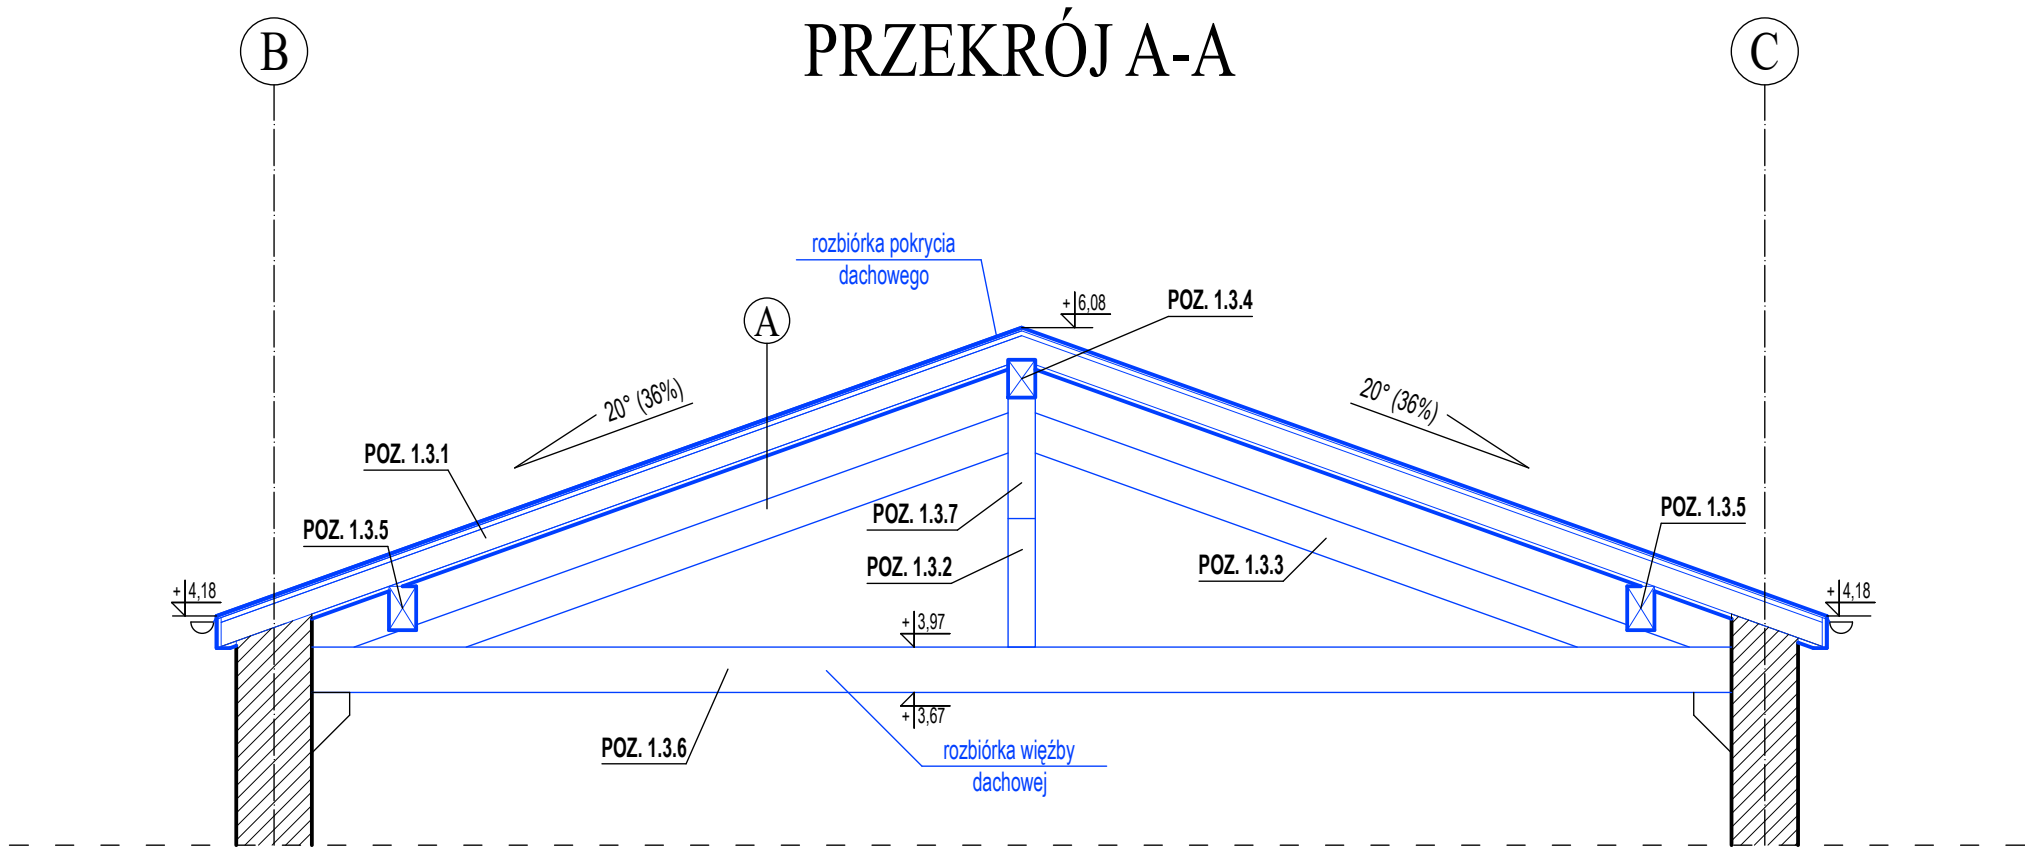 B
PRZEKRÓJ A-A
C
rozbiórka pokrycia
dachowego
A
+6,08
POZ. 1.3.4
20° (36%)
20° (36%)
POZ. 1.3.1
POZ. 1.3.5
POZ. 1.3.7
POZ. 1.3.5
POZ. 1.3.2
POZ. 1.3.3
+4,18
+4,18
+3,97
+3,67
POZ. 1.3.6
rozbiórka więźby
dachowej